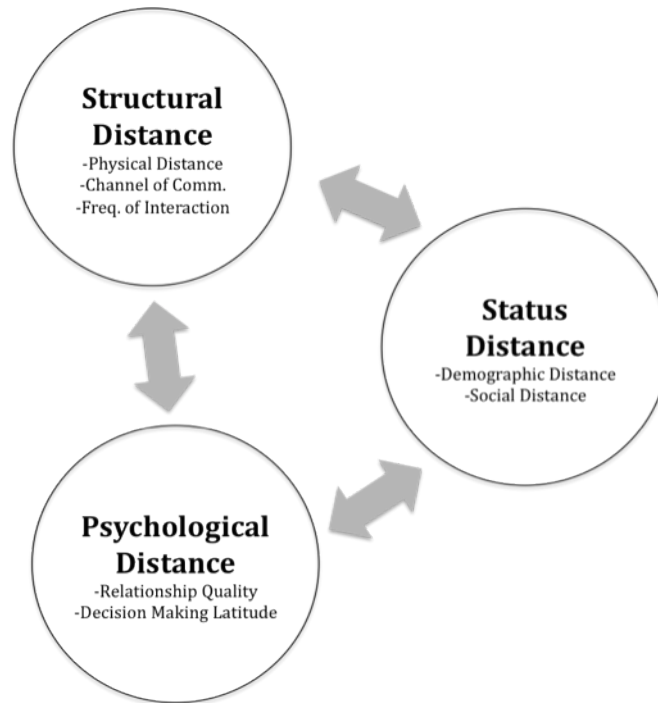 Structural
Distance
-Physical Distance
-Channel of Comm.
-Freq. of Interaction
Status
Distance
-Demographic Distance
-Social Distance
Psychological
Distance
-Relationship Quality
-Decision Making Latitude